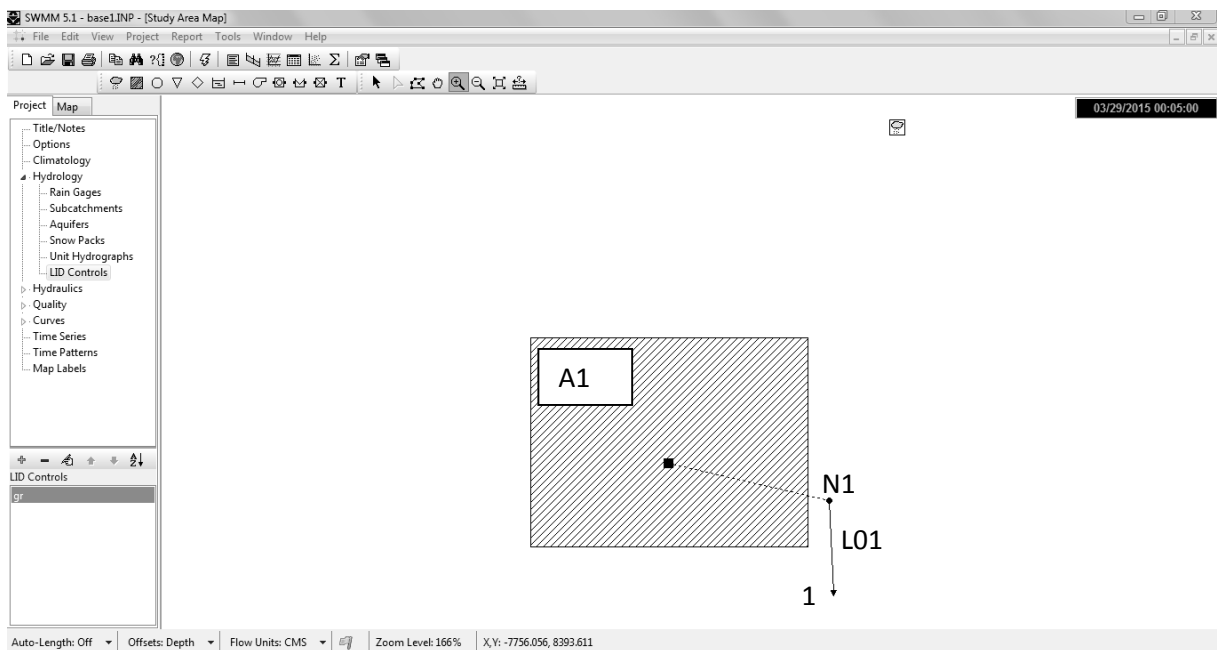 SWMM 5.1 - base1.INP - [Study Area Map]
File Edit View Project Report Tools Window Help
T
Project Map
03/29/2015 00:05:00
Title/Notes
Options
Climatology
Hydrology
Rain Gages
Subcatchments
Aquifers
Snow Packs
Unit Hydrographs
LID Controls
Hydraulics
Quality
Curves
Time Series
Time Patterns
Map Labels
LID Controls
gr
A1
N1
L01
1
Auto-Length: Off Offsets: Depth Flow Units: CMS Zoom Level: 166% X,Y: -7756.056, 8393.611